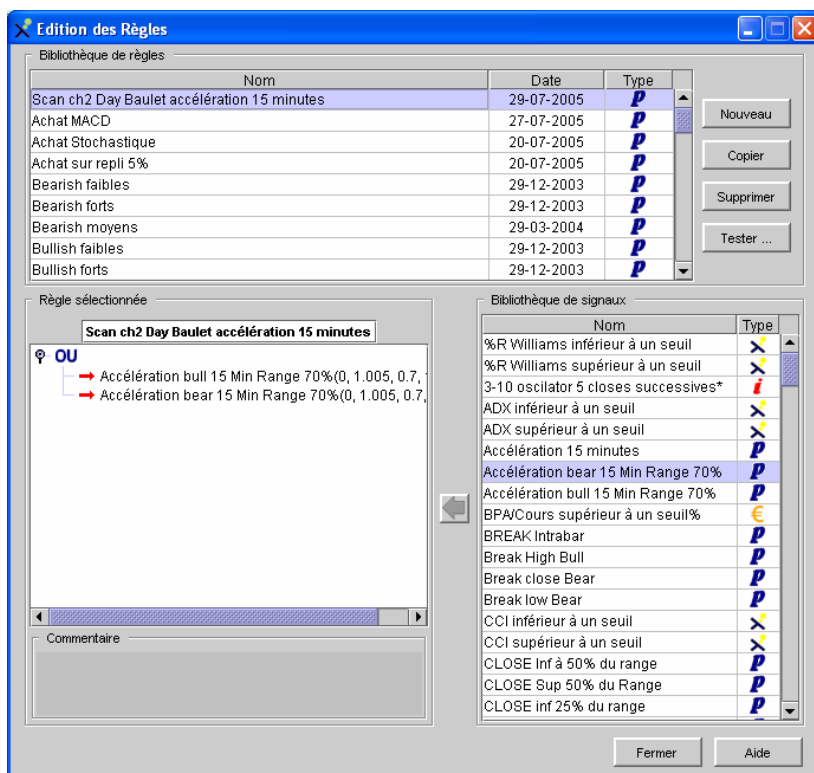 Edition des Règles
Bibliothèque de règles
Nom Date Type
Scan ch2 Day Baulet accélération 15 minutes 29-07-2005 P
Achat MACD 27-07-2005 P
Achat Stochastique 20-07-2005 P
Achat sur repli 5% 20-07-2005 P
Bearish faibles 29-12-2003 P
Bearish forts 29-12-2003 P
Bearish moyens 29-03-2004 P
Bullish faibles 29-12-2003 P
Bullish forts 29-12-2003 P
Nouveau
Copier
Supprimer
Tester ...
Règle sélectionnée
Scan ch2 Day Baulet accélération 15 minutes
OU
Accélération bull 15 Min Range 70%(0, 1.005, 0.7,
Accélération bear 15 Min Range 70%(0, 1.005, 0.7,
Commentaire
Bibliothèque de signaux
Nom Type
%R Williams inférieur à un seuil
%R Williams supérieur à un seuil
3-10 oscilator 5 closes successives* i
ADX inférieur à un seuil
ADX supérieur à un seuil
Accélération 15 minutes P
Accélération bear 15 Min Range 70% P
Accélération bull 15 Min Range 70% P
BPA/Cours supérieur à un seuil% €
BREAK Intrabar P
Break High Bull P
Break close Bear P
Break low Bear P
CCI inférieur à un seuil
CCI supérieur à un seuil
CLOSE Inf à 50% du range P
CLOSE Sup 50% du Range P
CLOSE inf 25% du range P
Fermer
Aide